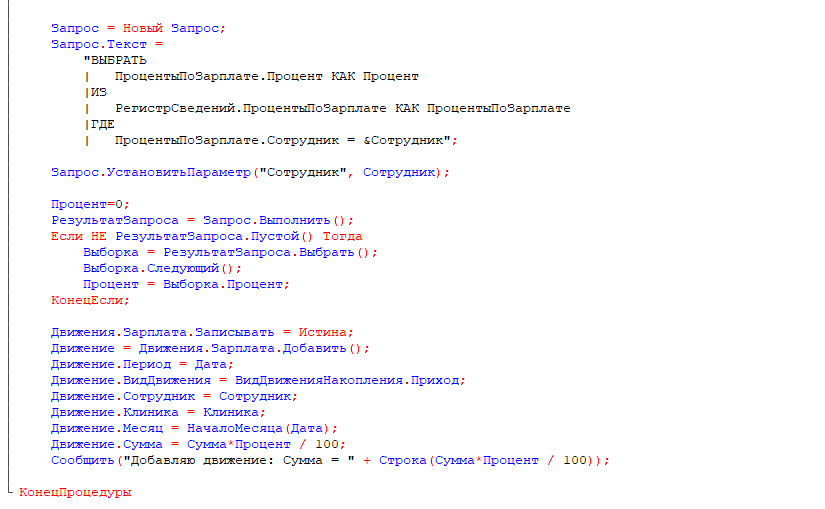 Запрос = Новый Запрос;
Запрос.Текст =
"ВЫБРАТЬ
|   ПроцентыПоЗарплате.Процент КАК Процент
|ИЗ
|   РегистрСведений.ПроцентыПоЗарплате КАК ПроцентыПоЗарплате
|ГДЕ
|   ПроцентыПоЗарплате.Сотрудник = &Сотрудник";
Запрос.УстановитьПараметр("Сотрудник", Сотрудник);
Процент=0;
РезультатЗапроса = Запрос.Выполнить();
Если НЕ РезультатЗапроса.Пустой() Тогда
Выборка = РезультатЗапроса.Выбрать();
Выборка.Следующий();
Процент = Выборка.Процент;
КонецЕсли;
Движения.Зарплата.Записывать = Истина;
Движение = Движения.Зарплата.Добавить();
Движение.Период = Дата;
Движение.ВидДвижения = ВидДвиженияНакопления.Приход;
Движение.Сотрудник = Сотрудник;
Движение.Клиника = Клиника;
Движение.Месяц = НачалоМесяца(Дата);
Движение.Сумма = Сумма*Процент / 100;
Сообщить("Добавляю движение: Сумма = " + Строка(Сумма*Процент / 100));
КонецПроцедуры